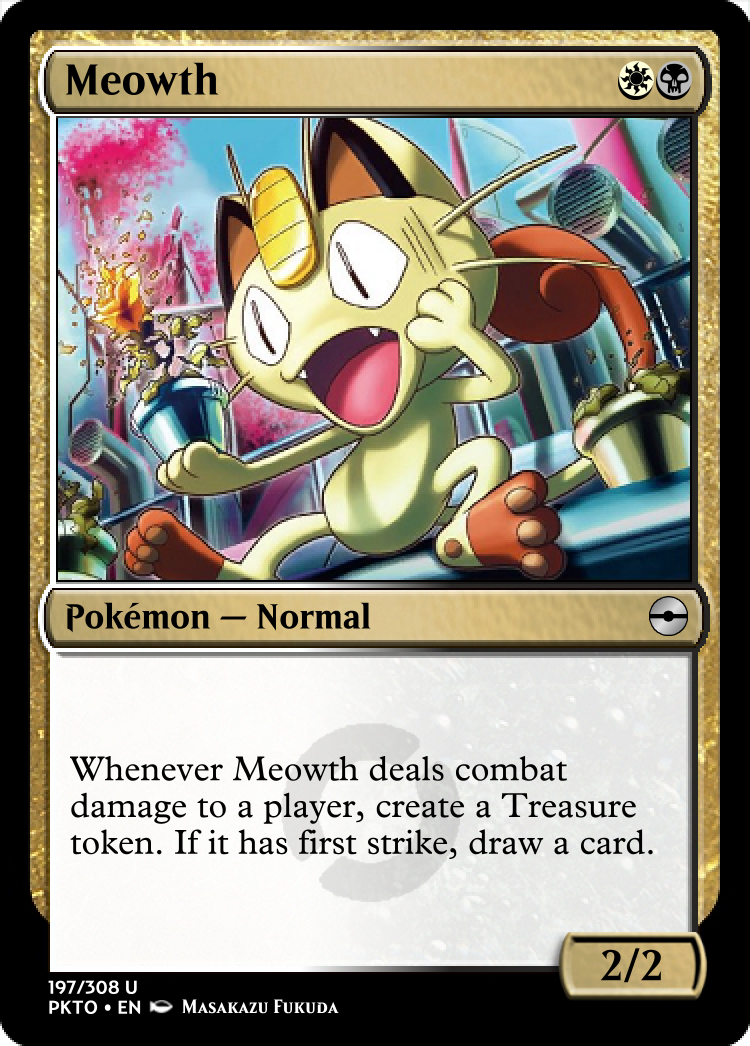 Meowth
Pokémon — Normal
Whenever Meowth deals combat
damage to a player, create a Treasure
token. If it has first strike, draw a card.
2/2
197/308 U
PKTO • EN Masakazu Fukuda